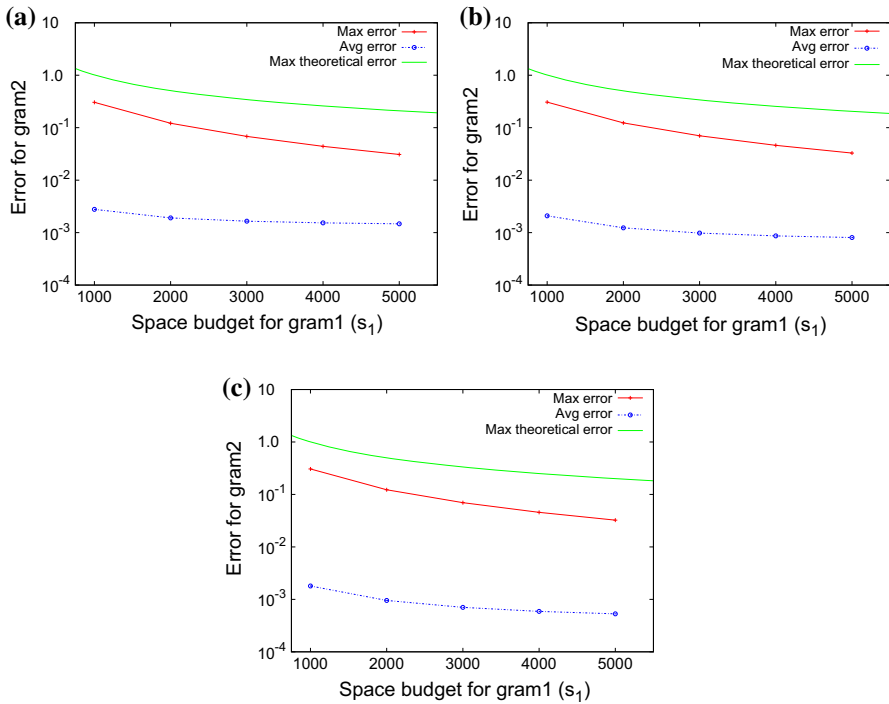 (a)
Error for gram2
10
1.0
10^-1
10^-2
10^-3
10^-4
Max error
Avg error
Max theoretical error
1000 2000 3000 4000 5000
Space budget for gram1 (s₁)
(b)
Error for gram2
10
1.0
10^-1
10^-2
10^-3
10^-4
Max error
Avg error
Max theoretical error
1000 2000 3000 4000 5000
Space budget for gram1 (s₁)
(c)
Error for gram2
10
1.0
10^-1
10^-2
10^-3
10^-4
Max error
Avg error
Max theoretical error
1000 2000 3000 4000 5000
Space budget for gram1 (s₁)